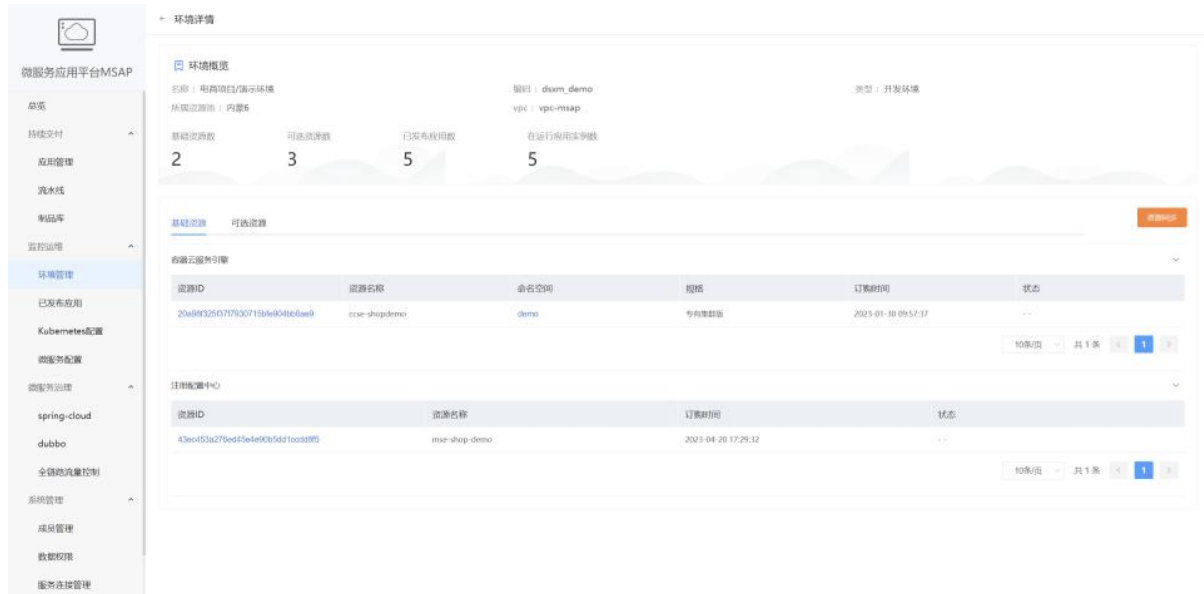 ← 环境详情
微服务应用平台MSAP
总览
持续交付
应用管理
流水线
制品库
监控运维
环境管理
已发布应用
Kubernetes配置
微服务配置
微服务治理
spring-cloud
dubbo
全链路流量控制
系统管理
成员管理
数据权限
服务连接管理
环境概览
名称： 电商项目/演示环境 编码： dsxm_demo 类型： 开发环境
所属资源池： 内蒙6 vpc： vpc-msap
基础资源数 可选资源数 已发布应用数 在运行应用实例数
2 3 5 5
基础资源 可选资源 资源同步
容器云服务引擎
资源ID 资源名称 命名空间 规格 订购时间 状态
ccse-shopdemo demo 专有集群版 2023-01-30 09:57:37 --
10条/页 共 1 条 < 1 >
注册配置中心
资源ID 资源名称 订购时间 状态
mse-shop-demo 2023-04-20 17:29:32 --
10条/页 共 1 条 < 1 >